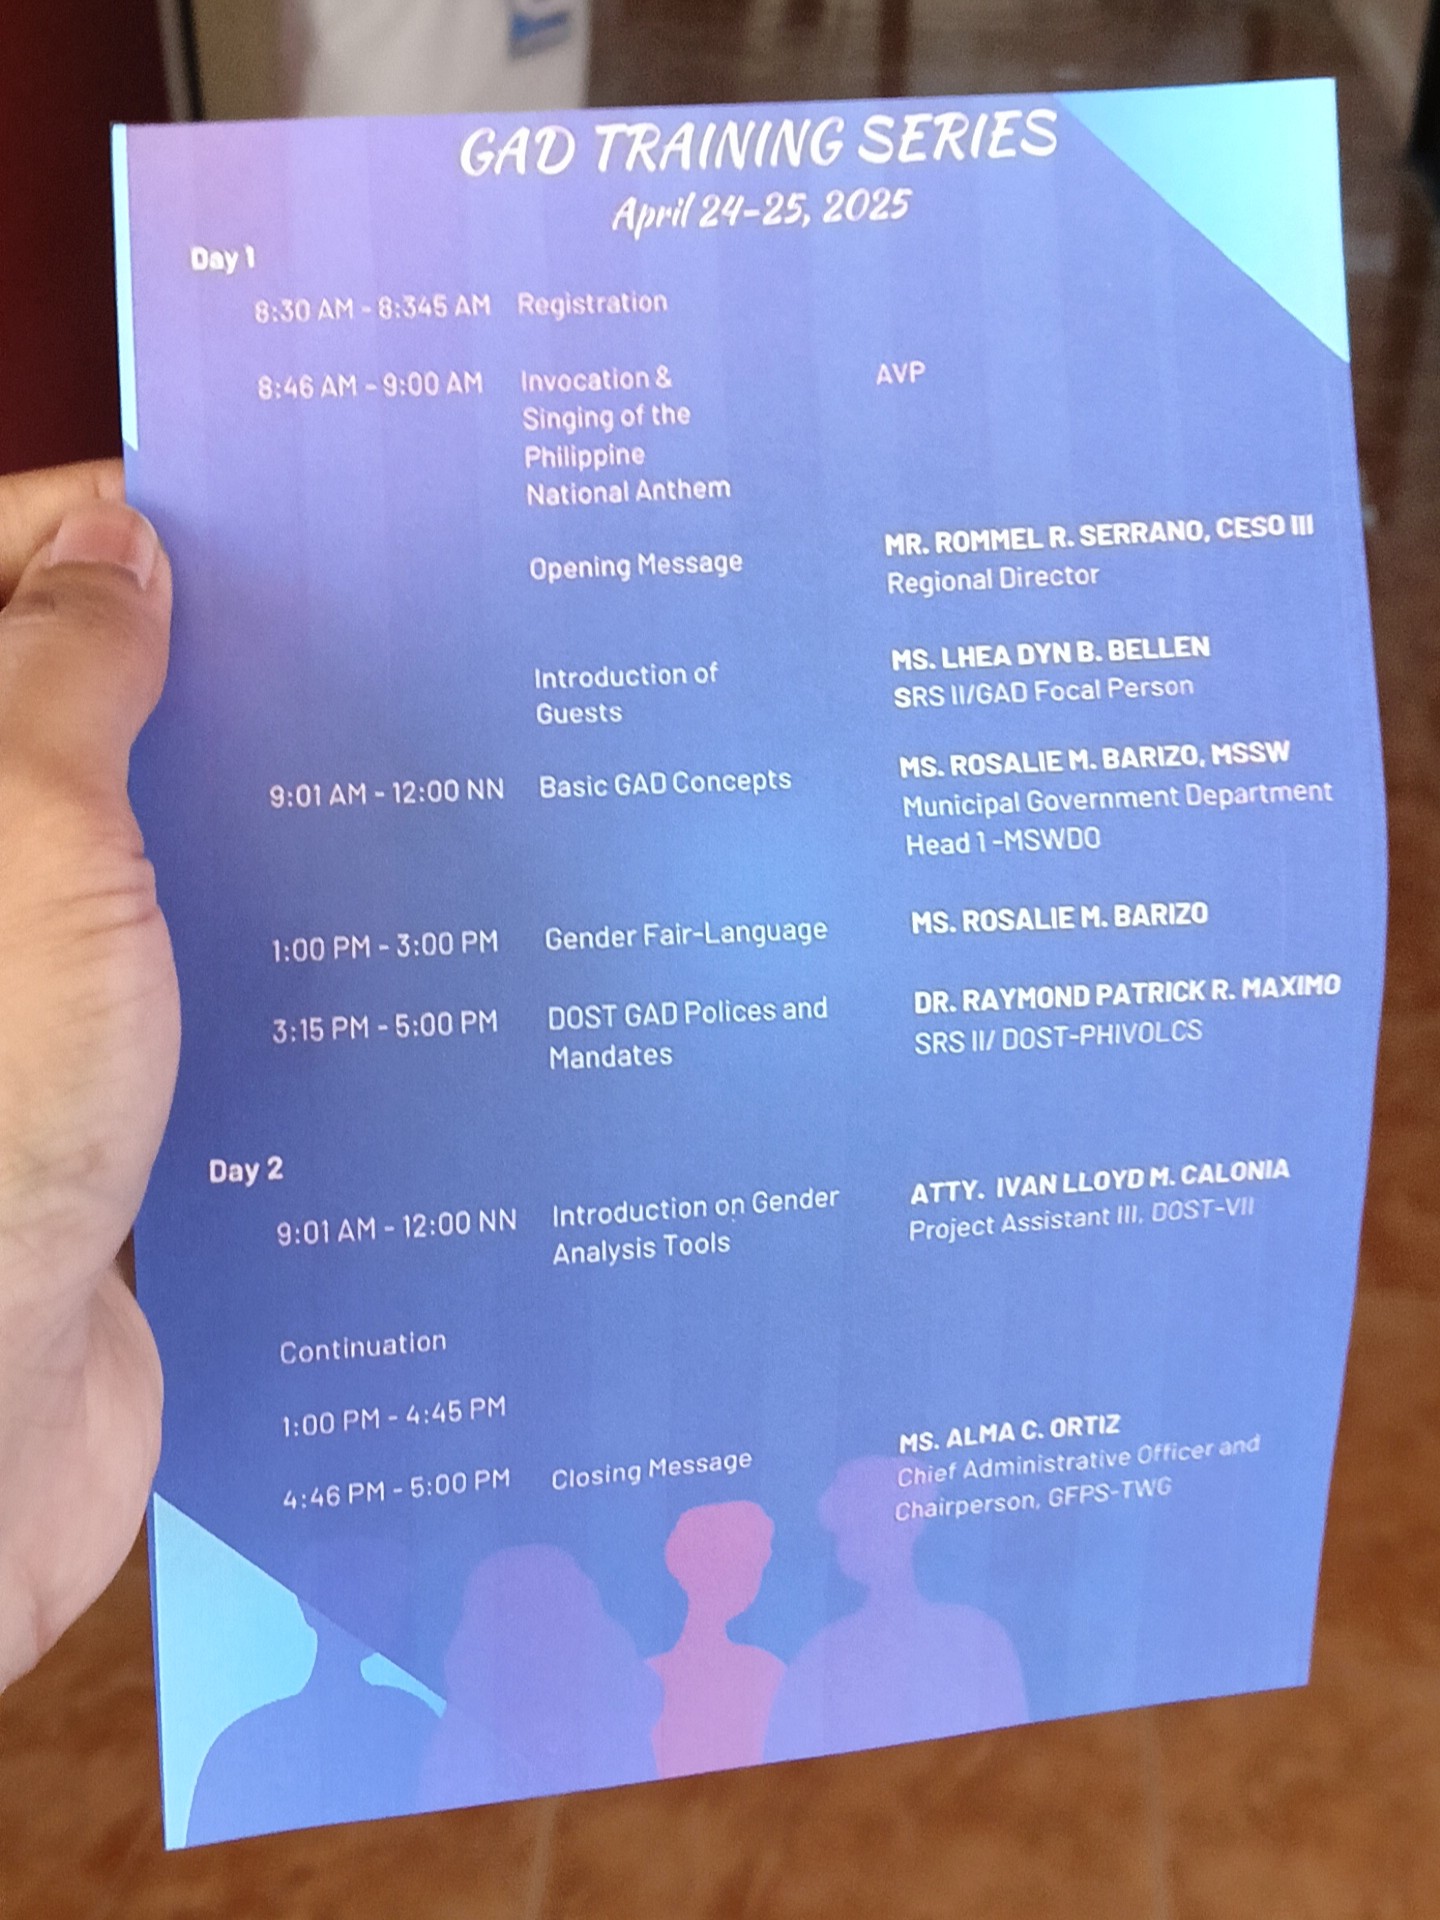 GAD TRAINING SERIES
April 24-25, 2025
Day 1
8:30 AM - 8:345 AM Registration
8:46 AM - 9:00 AM Invocation & AVP
Singing of the
Philippine
National Anthem
Opening Message MR. ROMMEL R. SERRANO, CESO III
Regional Director
Introduction of MS. LHEA DYN B. BELLEN
Guests SRS II/GAD Focal Person
9:01 AM - 12:00 NN Basic GAD Concepts MS. ROSALIE M. BARIZO, MSSW
Municipal Government Department
Head 1 -MSWDO
1:00 PM - 3:00 PM Gender Fair-Language MS. ROSALIE M. BARIZO
3:15 PM - 5:00 PM DOST GAD Polices and DR. RAYMOND PATRICK R. MAXIMO
Mandates SRS II/ DOST-PHIVOLCS
Day 2
9:01 AM - 12:00 NN Introduction on Gender ATTY. IVAN LLOYD M. CALONIA
Analysis Tools Project Assistant III, DOST-VII
Continuation
1:00 PM - 4:45 PM
4:46 PM - 5:00 PM Closing Message MS. ALMA C. ORTIZ
Chief Administrative Officer and
Chairperson, GFPS-TWG